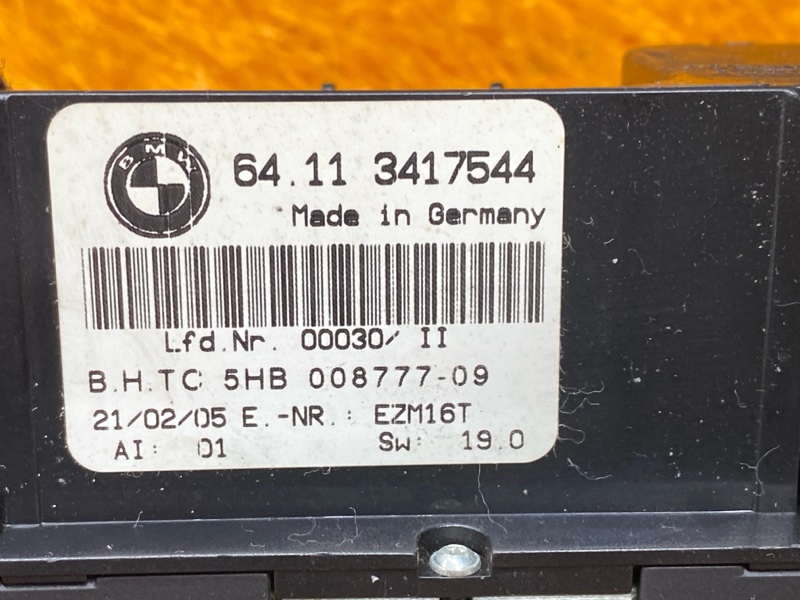 BMW
64.11 3417544
Made in Germany
Lfd.Nr. 00030/ II
B.H.TC 5HB 008777-09
21/02/05 E.-NR.: EZM16T
AI: 01 Sw: 19.0